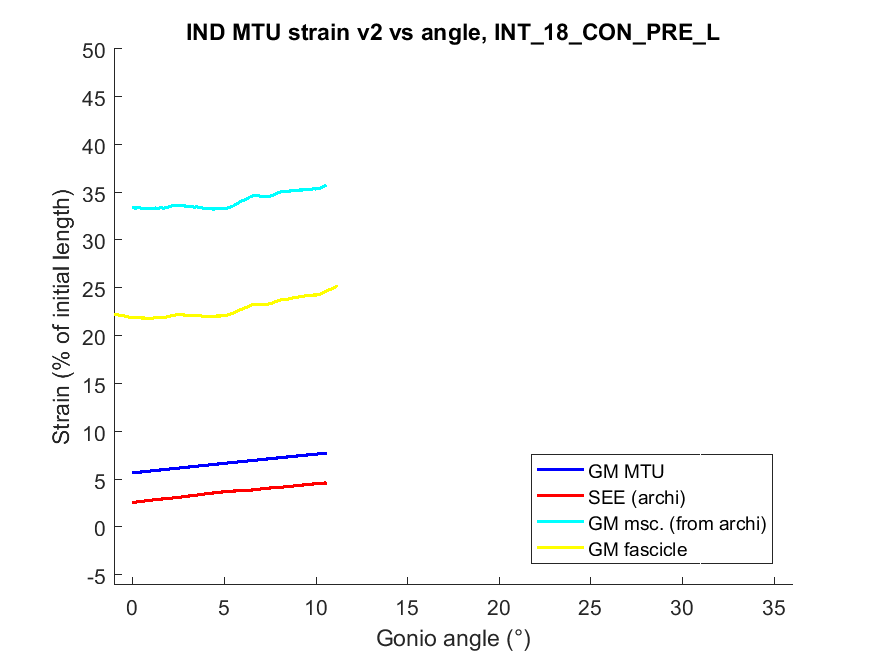 IND MTU strain v2 vs angle, INT_18_CON_PRE_L
50
45
40
35
30
25
20
15
10
5
0
-5
Strain (% of initial length)
0 5 10 15 20 25 30 35
Gonio angle (°)
GM MTU
SEE (archi)
GM msc. (from archi)
GM fascicle